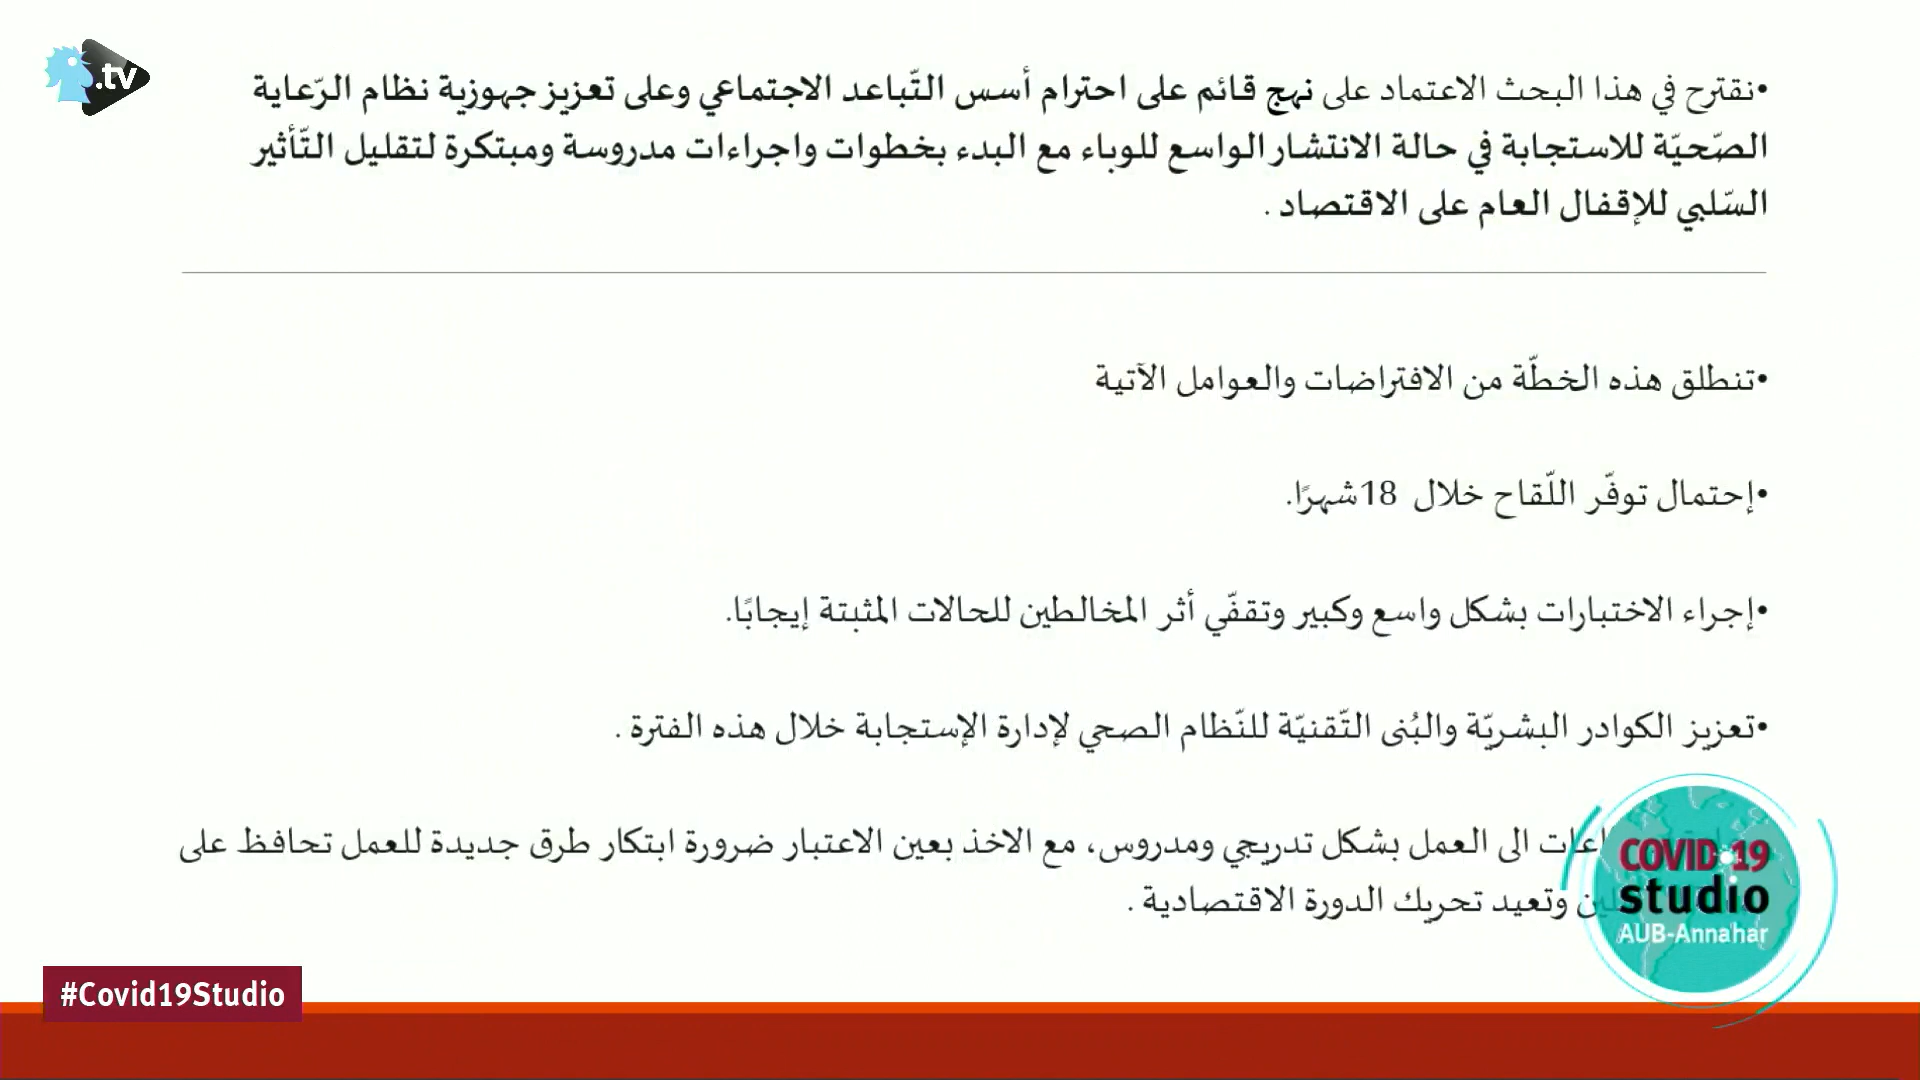 .tv
•نقترح في هذا البحث الاعتماد على نهج قائم على احترام أسس التّباعد الاجتماعي وعلى تعزيز جهوزية نظام الرّعاية
الصّحيّة للاستجابة في حالة الانتشار الواسع للوباء مع البدء بخطوات واجراءات مدروسة ومبتكرة لتقليل التّأثير
السّلبي للإقفال العام على الاقتصاد .
•تنطلق هذه الخطّة من الافتراضات والعوامل الآتية
•إحتمال توفّر اللّقاح خلال 18شهرًا.
•إجراء الاختبارات بشكل واسع وكبير وتقفّي أثر المخالطين للحالات المثبتة إيجابًا.
•تعزيز الكوادر البشريّة والبُنى التّقنيّة للنّظام الصحي لإدارة الإستجابة خلال هذه الفترة .
الى العمل بشكل تدريجي ومدروس، مع الاخذ بعين الاعتبار ضرورة ابتكار طرق جديدة للعمل تحافظ على
وتعيد تحريك الدورة الاقتصادية .
COVID 19
studio
AUB-Annahar
#Covid19Studio